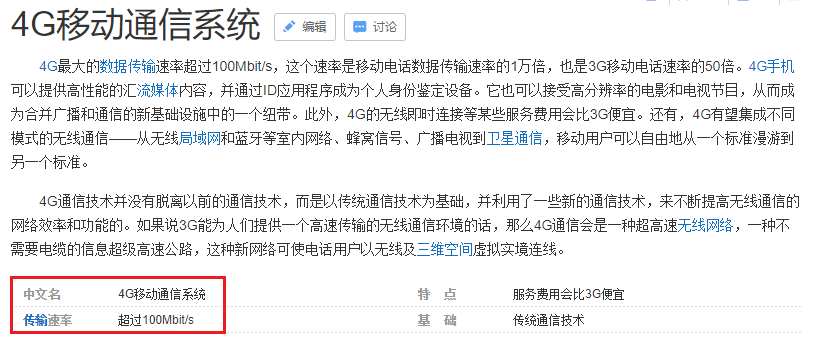 4G移动通信系统 编辑 讨论
4G最大的数据传输速率超过100Mbit/s，这个速率是移动电话数据传输速率的1万倍，也是3G移动电话速率的50倍。4G手机
可以提供高性能的汇流媒体内容，并通过ID应用程序成为个人身份鉴定设备。它也可以接受高分辨率的电影和电视节目，从而成
为合并广播和通信的新基础设施中的一个纽带。此外，4G的无线即时连接等某些服务费用会比3G便宜。还有，4G有望集成不同
模式的无线通信——从无线局域网和蓝牙等室内网络、蜂窝信号、广播电视到卫星通信，移动用户可以自由地从一个标准漫游到
另一个标准。
4G通信技术并没有脱离以前的通信技术，而是以传统通信技术为基础，并利用了一些新的通信技术，来不断提高无线通信的
网络效率和功能的。如果说3G能为人们提供一个高速传输的无线通信环境的话，那么4G通信会是一种超高速无线网络，一种不
需要电缆的信息超级高速公路，这种新网络可使电话用户以无线及三维空间虚拟实境连线。
中文名 4G移动通信系统 特 点 服务费用会比3G便宜
传输速率 超过100Mbit/s 基 础 传统通信技术